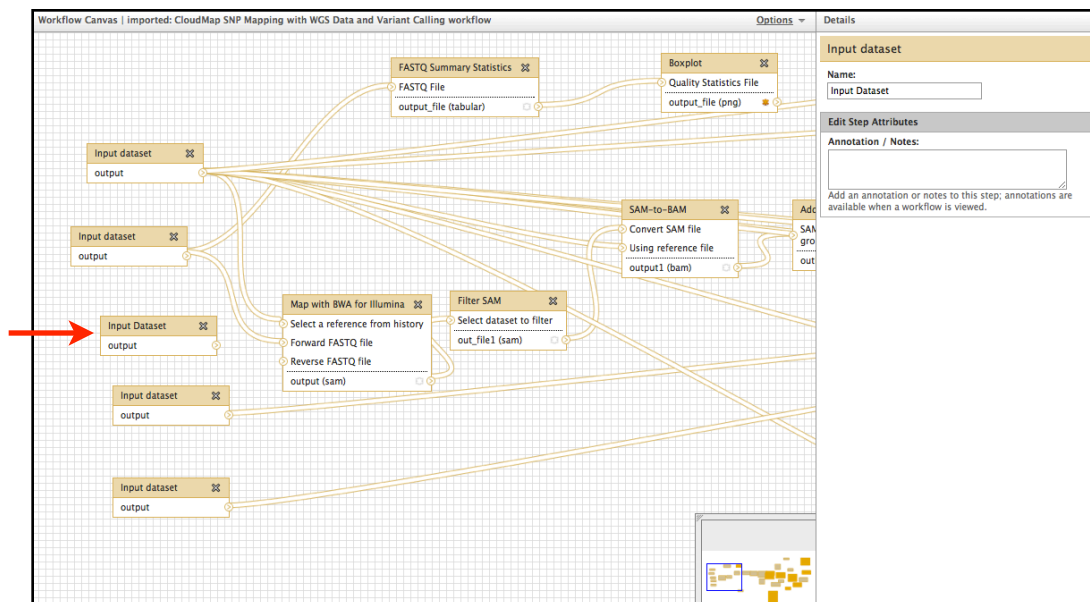 Workflow Canvas | imported: CloudMap SNP Mapping with WGS Data and Variant Calling workflow
Options
Details
FASTQ Summary Statistics
FASTQ File
output_file (tabular)
Boxplot
Quality Statistics File
output_file (png)
Input dataset
output
Input dataset
output
SAM-to-BAM
Convert SAM file
Using reference file
output1 (bam)
Add
SAM
gro
out
Input Dataset
output
Map with BWA for Illumina
Select a reference from history
Forward FASTQ file
Reverse FASTQ file
output (sam)
Filter SAM
Select dataset to filter
out_file1 (sam)
Input dataset
output
Input dataset
output
Input dataset
Name:
Input Dataset
Edit Step Attributes
Annotation / Notes:
Add an annotation or notes to this step; annotations are
available when a workflow is viewed.